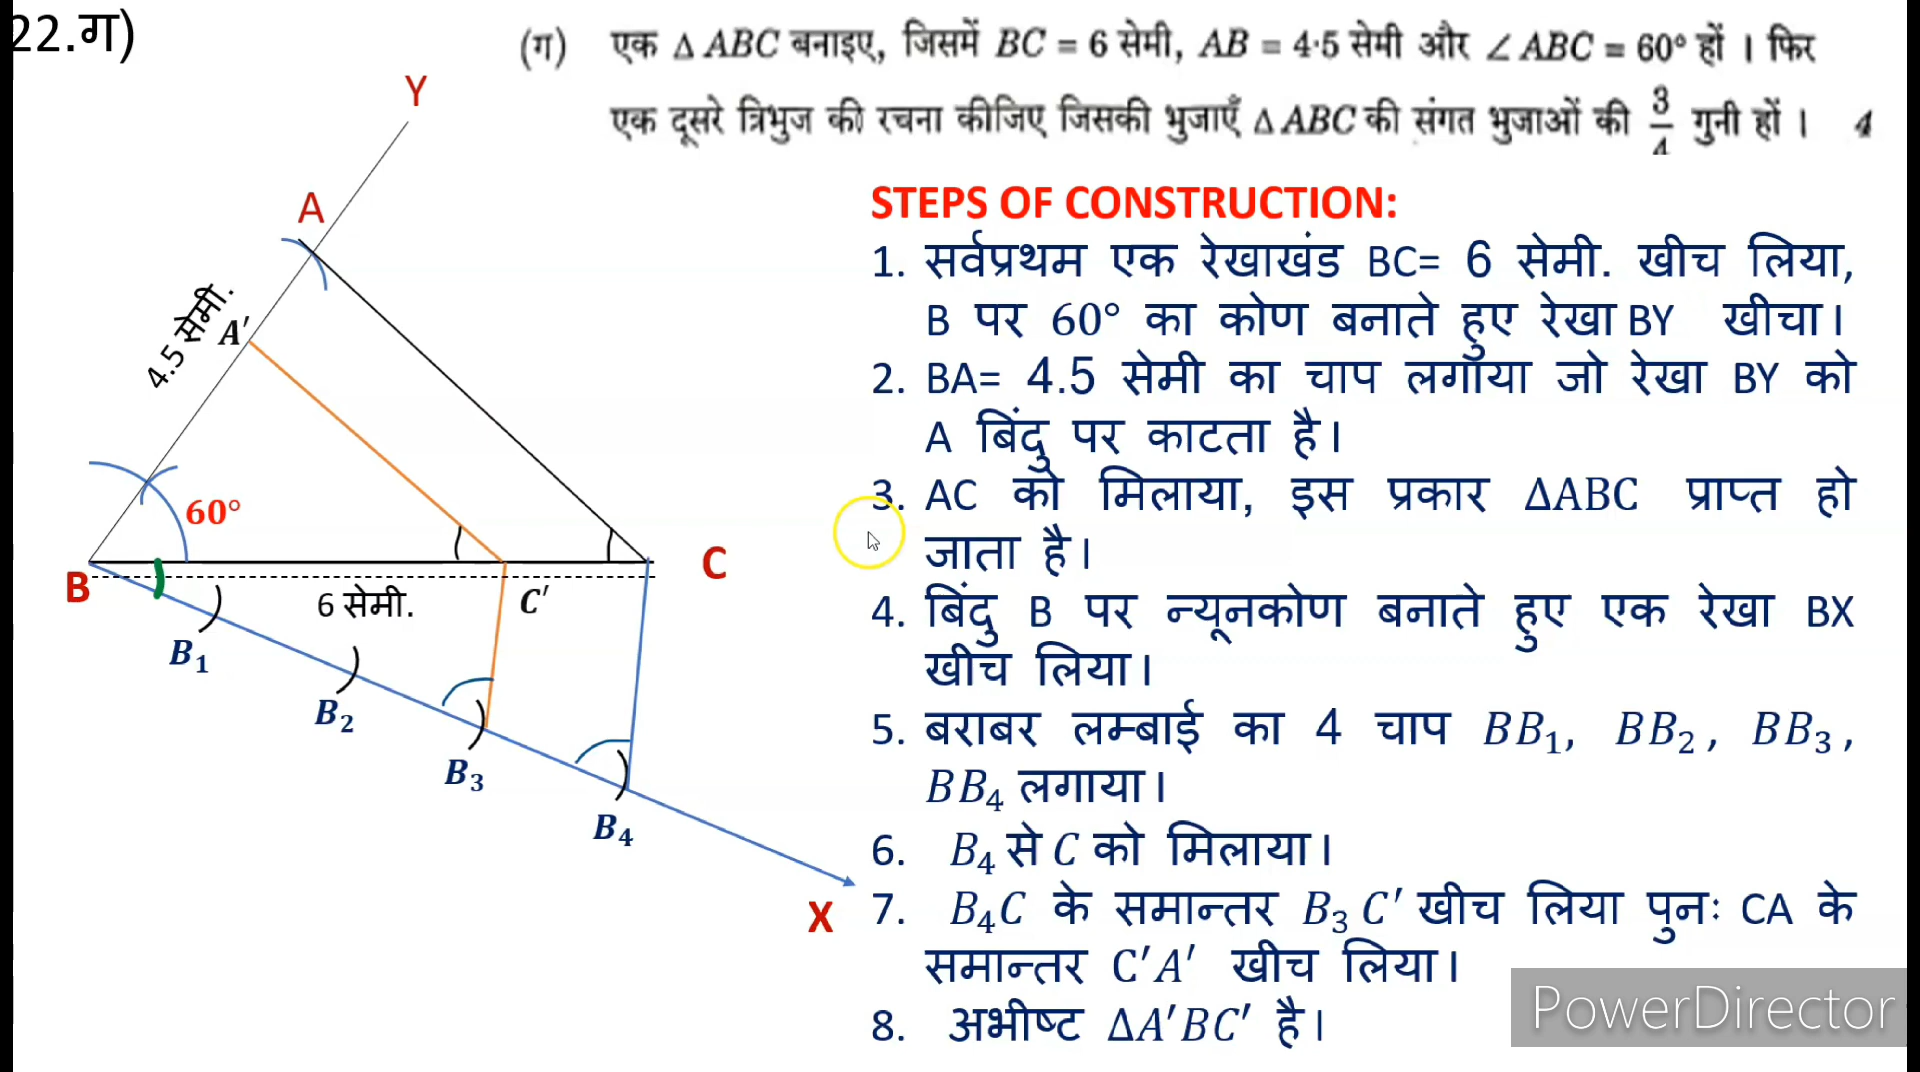 22.ग)
(ग) एक Δ ABC बनाइए, जिसमें BC = 6 सेमी, AB = 4·5 सेमी और ∠ ABC = 60° हों । फिर
एक दूसरे त्रिभुज की रचना कीजिए जिसकी भुजाएँ Δ ABC की संगत भुजाओं की 3/4 गुनी हों । 4
Y
A
4.5 सेमी.
A′
60°
B
C
6 सेमी.
C′
B₁
B₂
B₃
B₄
X
STEPS OF CONSTRUCTION:
1. सर्वप्रथम एक रेखाखंड BC= 6 सेमी. खीच लिया,
B पर 60° का कोण बनाते हुए रेखा BY खीचा।
2. BA= 4.5 सेमी का चाप लगाया जो रेखा BY को
A बिंदु पर काटता है।
3. AC को मिलाया, इस प्रकार ΔABC प्राप्त हो
जाता है।
4. बिंदु B पर न्यूनकोण बनाते हुए एक रेखा BX
खीच लिया।
5. बराबर लम्बाई का 4 चाप BB₁, BB₂, BB₃,
BB₄ लगाया।
6. B₄ से C को मिलाया।
7. B₄C के समान्तर B₃ C′ खीच लिया पुनः CA के
समान्तर C′A′ खीच लिया।
8. अभीष्ट ΔA′BC′ है।
PowerDirector